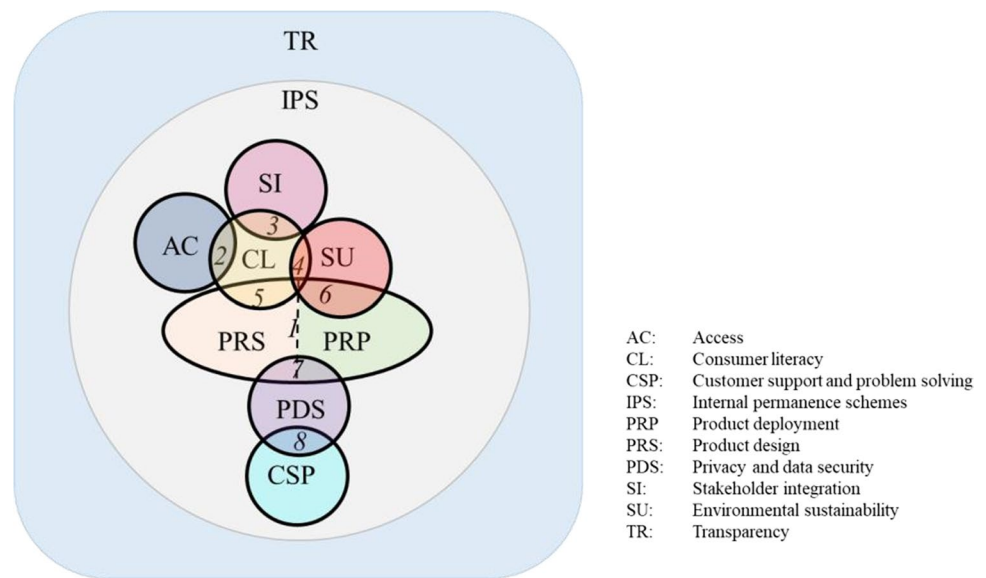 TR
IPS
SI
3
AC
2
CL
4
SU
5
6
PRS
1
PRP
7
PDS
8
CSP
AC: Access
CL: Consumer literacy
CSP: Customer support and problem solving
IPS: Internal permanence schemes
PRP Product deployment
PRS: Product design
PDS: Privacy and data security
SI: Stakeholder integration
SU: Environmental sustainability
TR: Transparency